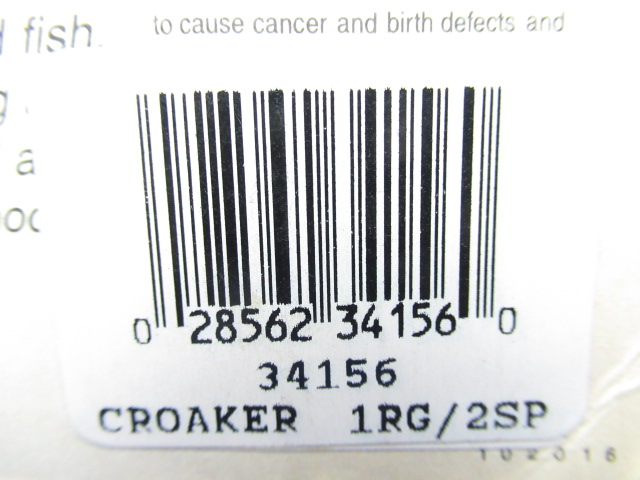 to cause cancer and birth defects and
fish.
g
a
0 28562 34156 0
34156
CROAKER 1RG/2SP
102016